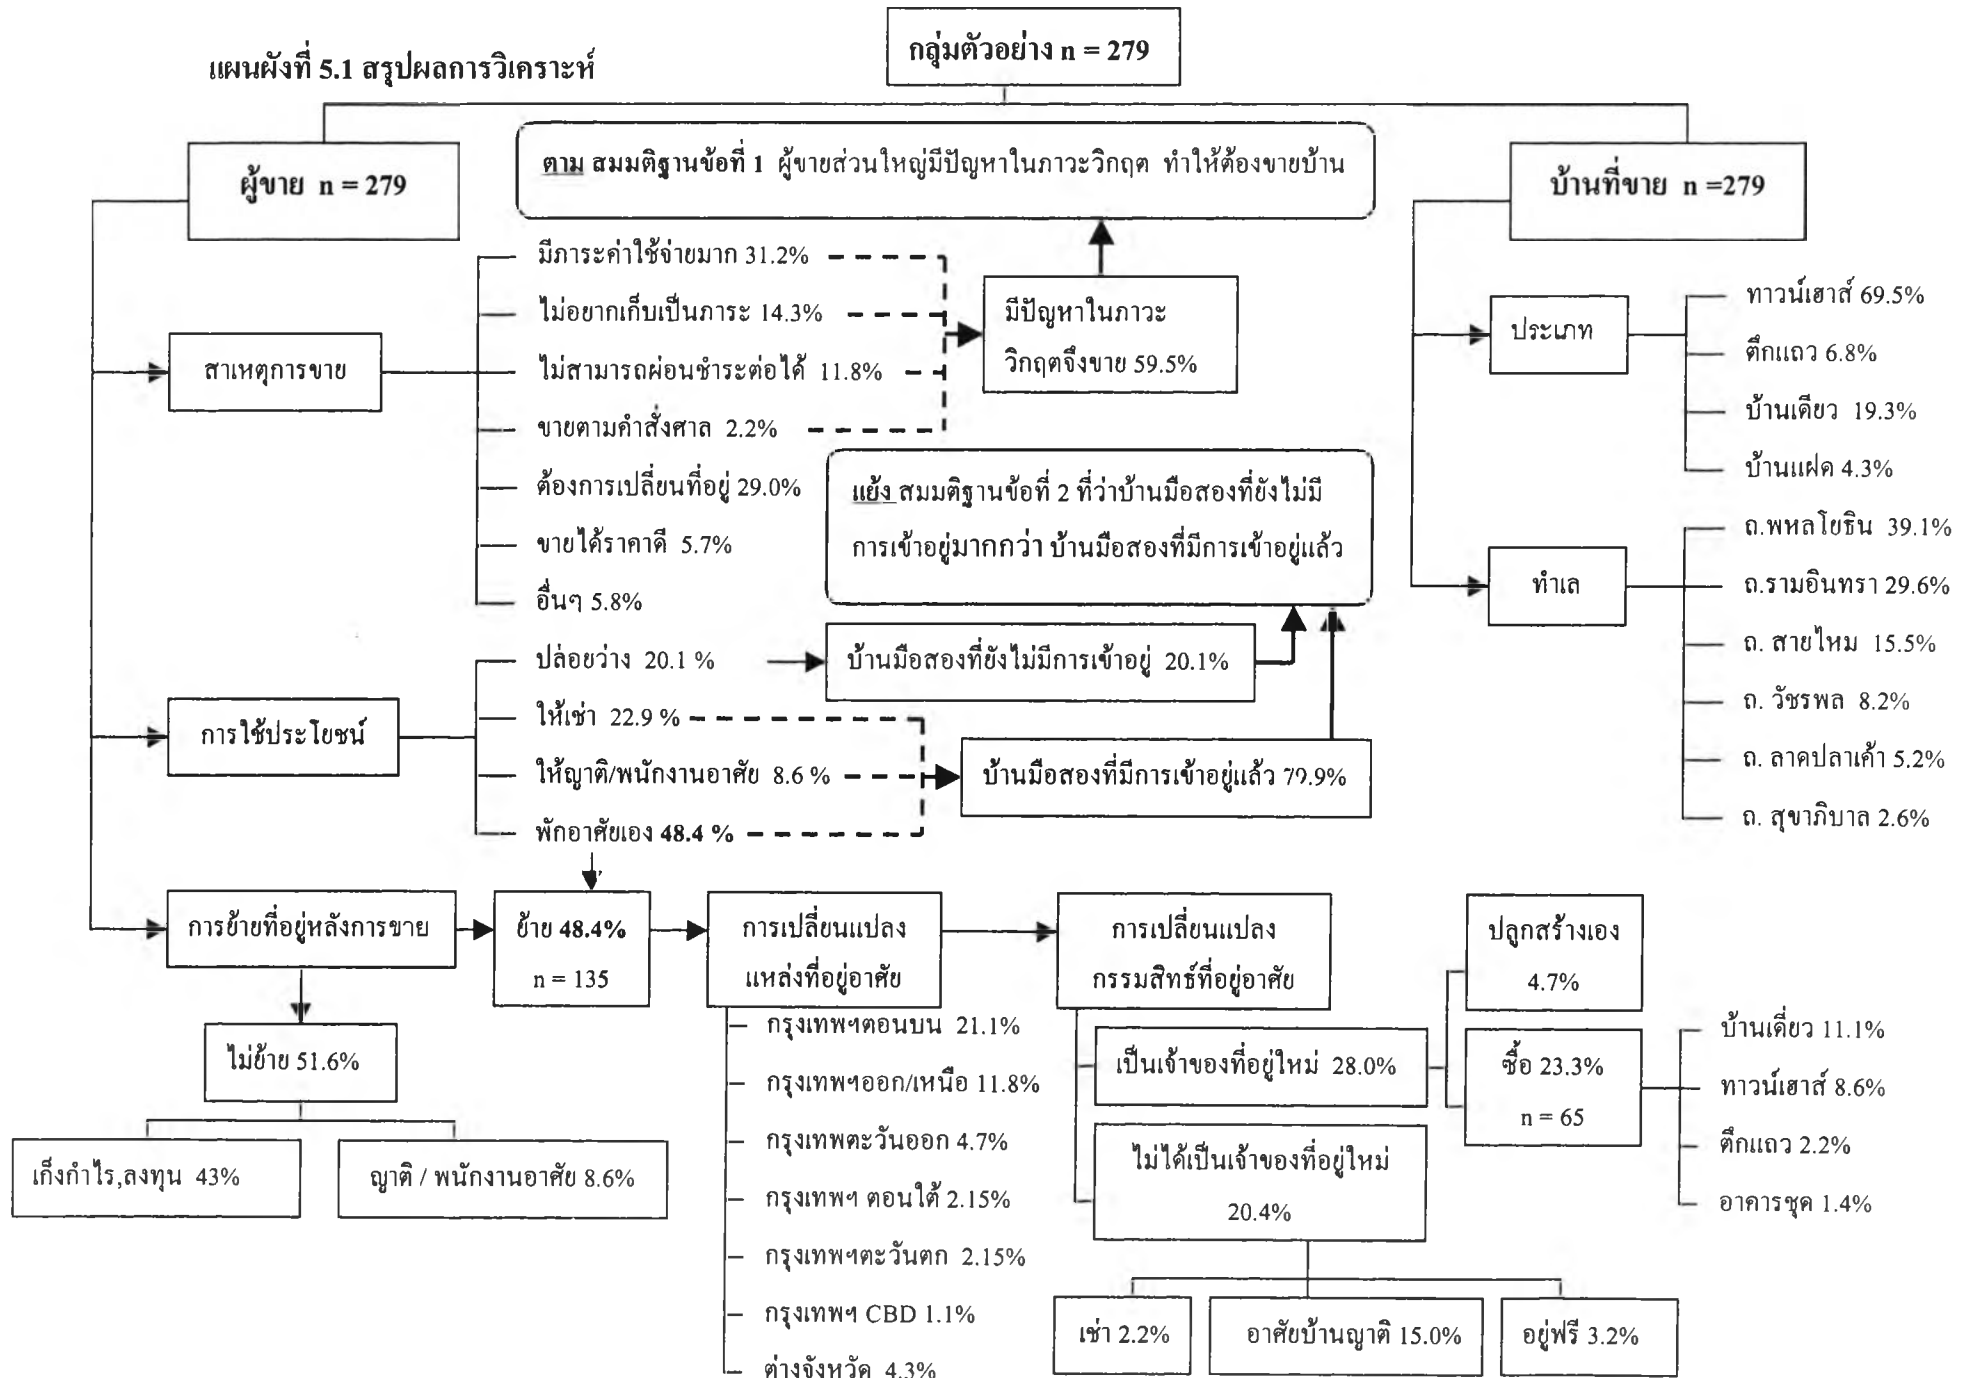 กลุ่มตัวอย่าง n = 279
แผนผังที่ 5.1 สรุปผลการวิเคราะห์
ผู้ขาย n = 279
ตาม สมมติฐานข้อที่ 1 ผู้ขายส่วนใหญ่มีปัญหาในภาวะวิกฤต ทำให้ต้องขายบ้าน
บ้านที่ขาย n =279
สาเหตุการขาย
มีภาระค่าใช้จ่ายมาก 31.2%
ไม่อยากเก็บเป็นภาระ 14.3%
ไม่สามารถผ่อนชำระต่อได้ 11.8%
ขายตามคำสั่งศาล 2.2%
ต้องการเปลี่ยนที่อยู่ 29.0%
ขายได้ราคาดี 5.7%
อื่นๆ 5.8%
มีปัญหาในภาวะ
วิกฤตจึงขาย 59.5%
แย้ง สมมติฐานข้อที่ 2 ที่ว่าบ้านมือสองที่ยังไม่มี
การเข้าอยู่มากกว่า บ้านมือสองที่มีการเข้าอยู่แล้ว
ประเภท
ทาวน์เฮาส์ 69.5%
ตึกแถว 6.8%
บ้านเดี่ยว 19.3%
บ้านแฝด 4.3%
ทำเล
ถ.พหลโยธิน 39.1%
ถ.รามอินทรา 29.6%
ถ. สายไหม 15.5%
ถ. วัชรพล 8.2%
ถ. ลาดปลาเค้า 5.2%
ถ. สุขาภิบาล 2.6%
การใช้ประโยชน์
ปล่อยว่าง 20.1 %
ให้เช่า 22.9 %
ให้ญาติ/พนักงานอาศัย 8.6 %
พักอาศัยเอง 48.4 %
บ้านมือสองที่ยังไม่มีการเข้าอยู่ 20.1%
บ้านมือสองที่มีการเข้าอยู่แล้ว 79.9%
การย้ายที่อยู่หลังการขาย
ย้าย 48.4%
n = 135
ไม่ย้าย 51.6%
เก็งกำไร,ลงทุน 43%
ญาติ / พนักงานอาศัย 8.6%
การเปลี่ยนแปลง
แหล่งที่อยู่อาศัย
กรุงเทพฯตอนบน 21.1%
กรุงเทพฯออก/เหนือ 11.8%
กรุงเทพตะวันออก 4.7%
กรุงเทพฯ ตอนใต้ 2.15%
กรุงเทพฯตะวันตก 2.15%
กรุงเทพฯ CBD 1.1%
ต่างจังหวัด 4.3%
การเปลี่ยนแปลง
กรรมสิทธ์ที่อยู่อาศัย
เป็นเจ้าของที่อยู่ใหม่ 28.0%
ไม่ได้เป็นเจ้าของที่อยู่ใหม่
20.4%
ปลูกสร้างเอง
4.7%
ซื้อ 23.3%
n = 65
บ้านเดี่ยว 11.1%
ทาวน์เฮาส์ 8.6%
ตึกแถว 2.2%
อาคารชุด 1.4%
เช่า 2.2%
อาศัยบ้านญาติ 15.0%
อยู่ฟรี 3.2%